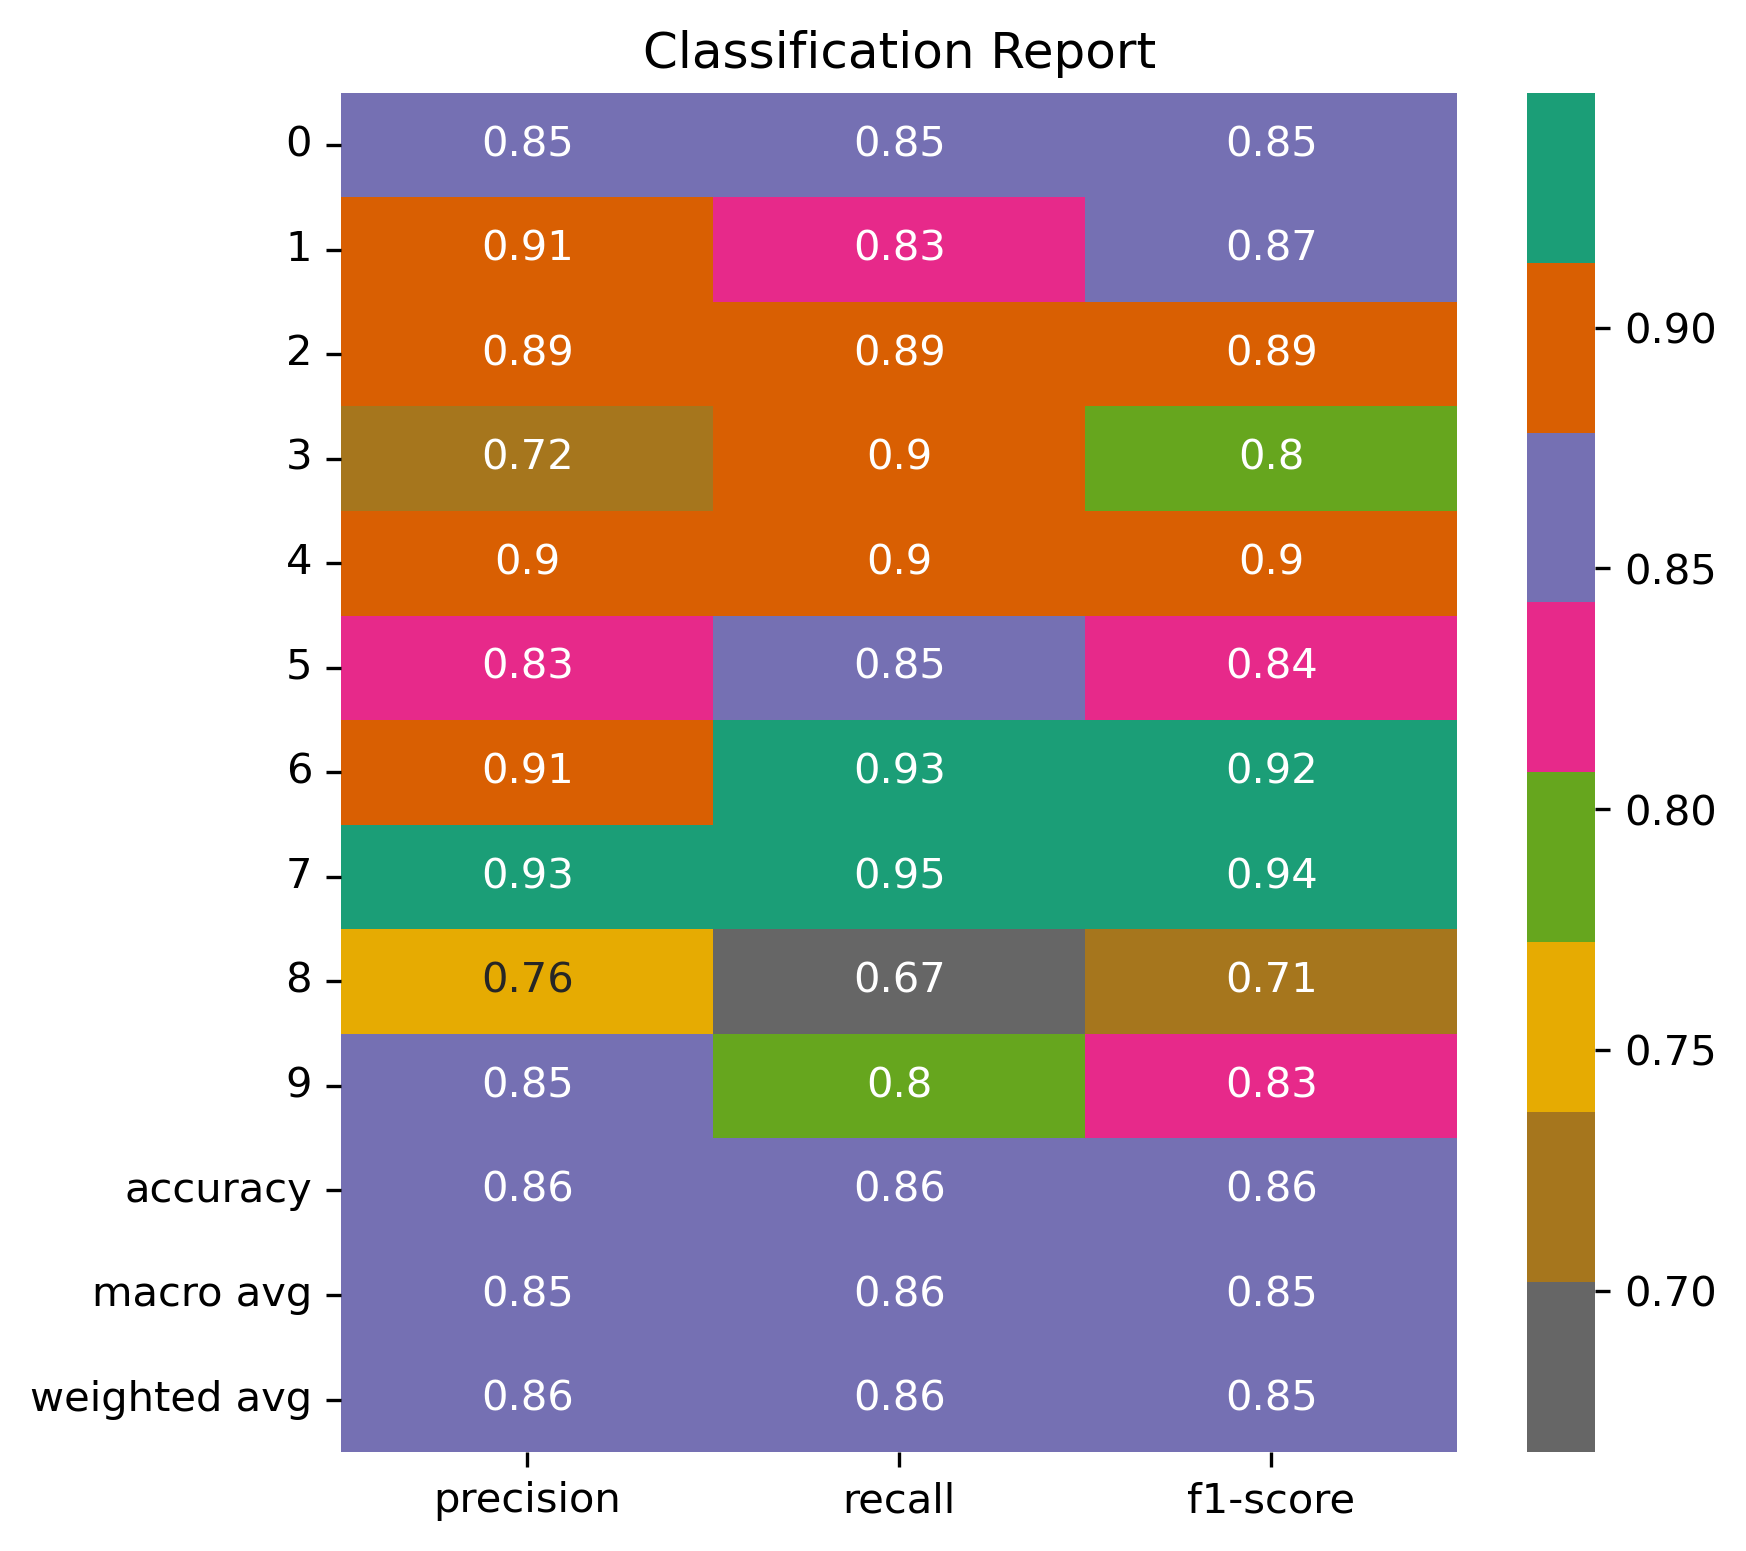 Classification Report
0 0.85 0.85 0.85
1 0.91 0.83 0.87
2 0.89 0.89 0.89
3 0.72 0.9 0.8
4 0.9 0.9 0.9
5 0.83 0.85 0.84
6 0.91 0.93 0.92
7 0.93 0.95 0.94
8 0.76 0.67 0.71
9 0.85 0.8 0.83
accuracy 0.86 0.86 0.86
macro avg 0.85 0.86 0.85
weighted avg 0.86 0.86 0.85
precision recall f1-score
0.90
0.85
0.80
0.75
0.70